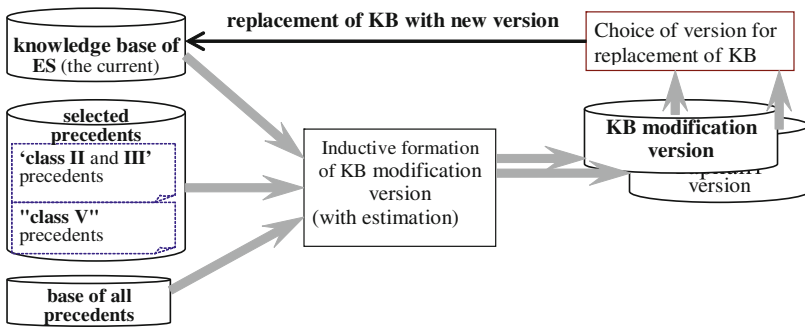 replacement of KB with new version
knowledge base of
ES (the current)
Choice of version for
replacement of KB
selected
precedents
‘class II and III’
precedents
"class V"
precedents
base of all
precedents
Inductive formation
of KB modification
version
(with estimation)
KB modification
version
version